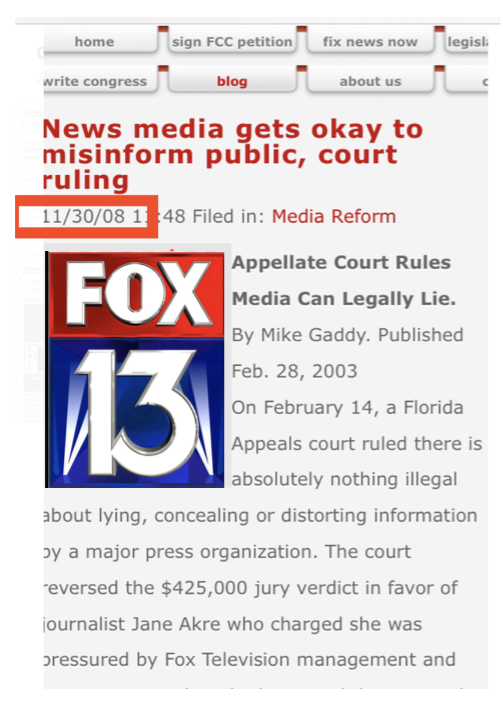 home sign FCC petition fix news now legisl
write congress blog about us c
News media gets okay to
misinform public, court
ruling
11/30/08 11:48 Filed in: Media Reform
FOX
13
Appellate Court Rules
Media Can Legally Lie.
By Mike Gaddy. Published
Feb. 28, 2003
On February 14, a Florida
Appeals court ruled there is
absolutely nothing illegal
about lying, concealing or distorting information
by a major press organization. The court
reversed the $425,000 jury verdict in favor of
journalist Jane Akre who charged she was
pressured by Fox Television management and